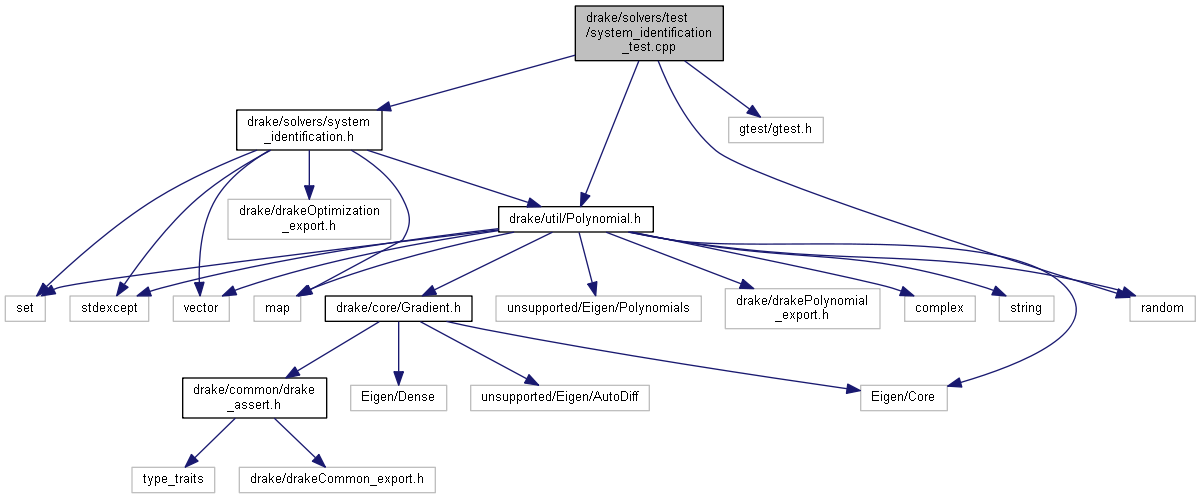 drake/solvers/test
/system_identification
_test.cpp
drake/solvers/system
_identification.h
gtest/gtest.h
drake/drakeOptimization
_export.h
drake/util/Polynomial.h
set
stdexcept
vector
map
drake/core/Gradient.h
unsupported/Eigen/Polynomials
drake/drakePolynomial
_export.h
complex
string
random
drake/common/drake
_assert.h
Eigen/Dense
unsupported/Eigen/AutoDiff
Eigen/Core
type_traits
drake/drakeCommon_export.h